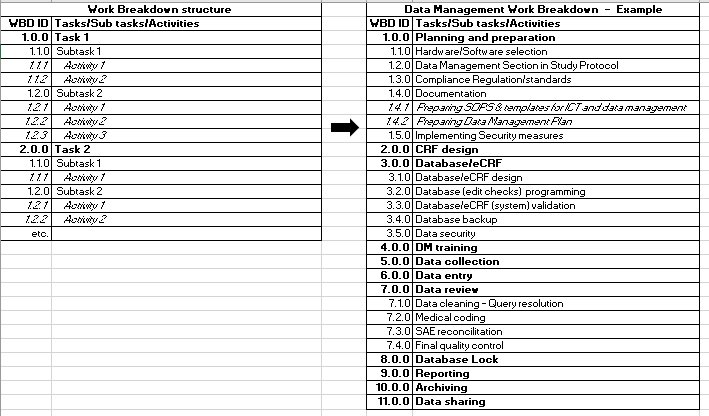 Work Breakdown structure
WBD ID Tasks/Sub tasks/Activities
1.0.0 Task 1
1.1.0 Subtask 1
1.1.1 Activity 1
1.1.2 Activity 2
1.2.0 Subtask 2
1.2.1 Activity 1
1.2.2 Activity 2
1.2.3 Activity 3
2.0.0 Task 2
1.1.0 Subtask 1
1.1.1 Activity 1
1.2.0 Subtask 2
1.2.1 Activity 1
1.2.2 Activity 2
etc.
Data Management Work Breakdown – Example
WBD ID Tasks/Sub tasks/Activities
1.0.0 Planning and preparation
1.1.0 Hardware/Software selection
1.2.0 Data Management Section in Study Protocol
1.3.0 Compliance Regulation/standards
1.4.0 Documentation
1.4.1 Preparing SOPS & templates for ICT and data management
1.4.2 Preparing Data Management Plan
1.5.0 Implementing Security measures
2.0.0 CRF design
3.0.0 Database/eCRF
3.1.0 Database/eCRF design
3.2.0 Database (edit checks) programming
3.3.0 Database/eCRF (system) validation
3.4.0 Database backup
3.5.0 Data security
4.0.0 DM training
5.0.0 Data collection
6.0.0 Data entry
7.0.0 Data review
7.1.0 Data cleaning - Query resolution
7.2.0 Medical coding
7.3.0 SAE reconcilitation
7.4.0 Final quality control
8.0.0 Database Lock
9.0.0 Reporting
10.0.0 Archiving
11.0.0 Data sharing